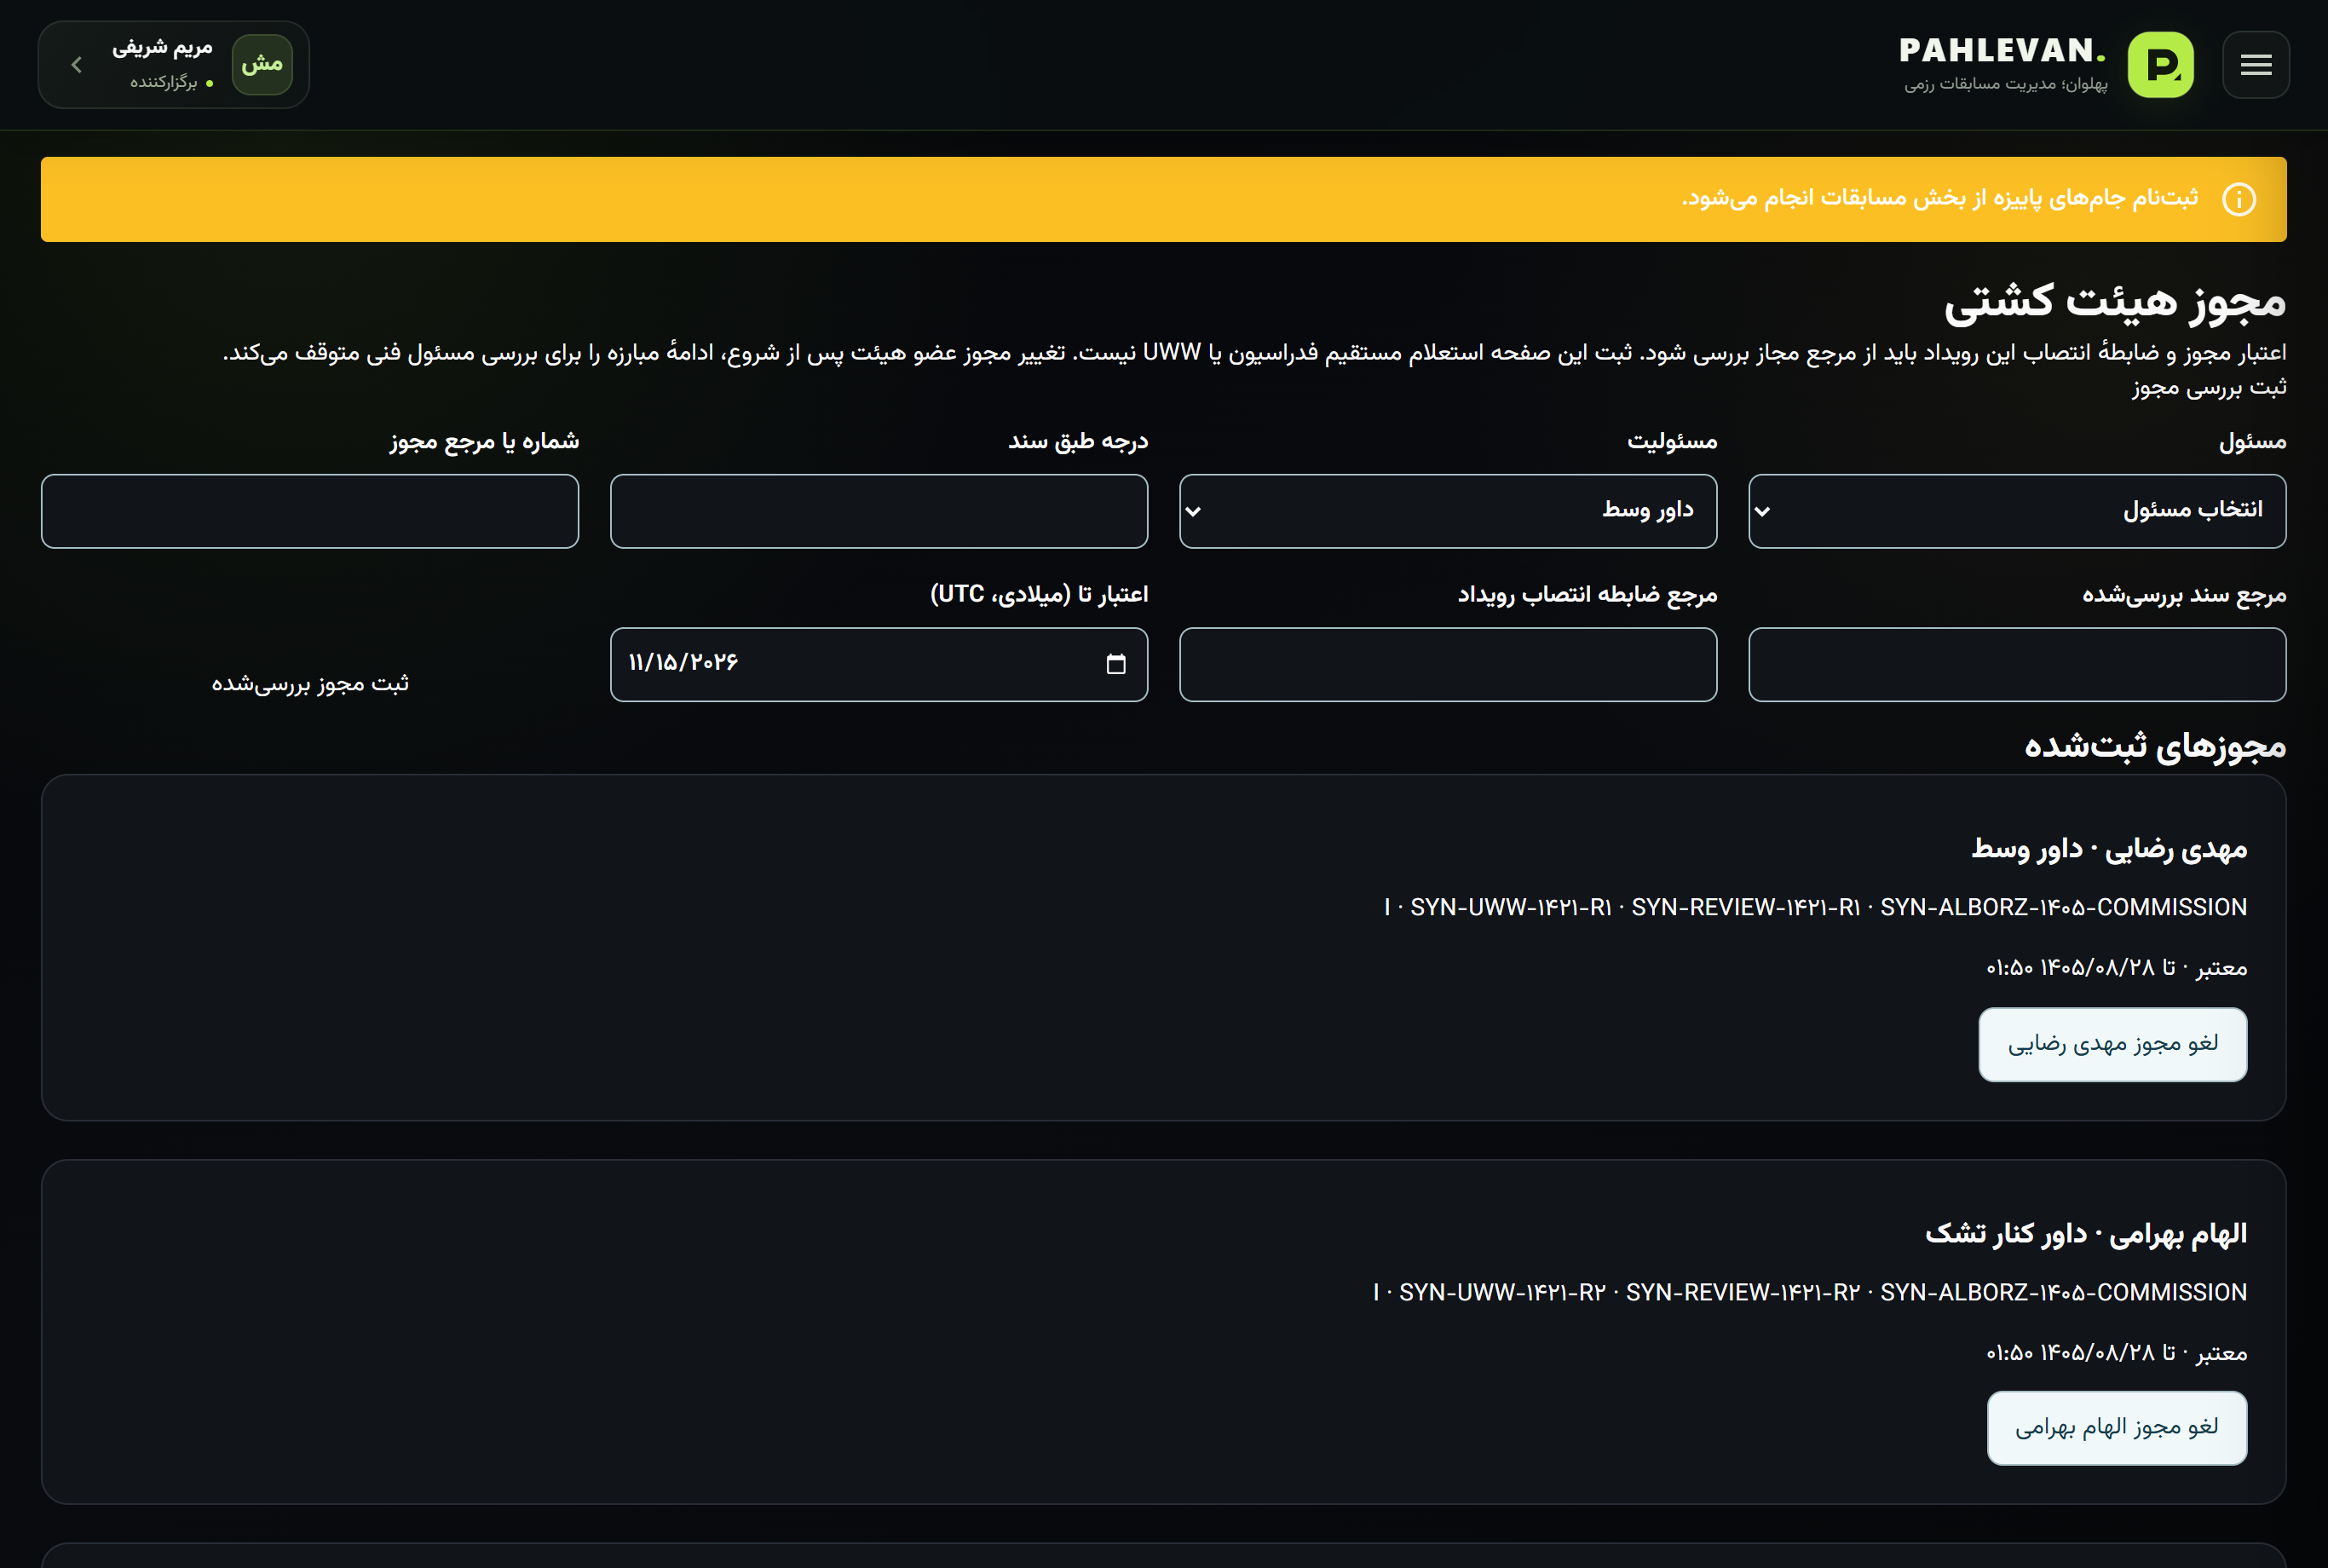 PAHLEVAN.
پهلوان؛ مدیریت مسابقات رزمی
مش
مریم شریفی
برگزارکننده
ثبت‌نام جام‌های پاییزه از بخش مسابقات انجام می‌شود.
مجوز هیئت کشتی
اعتبار مجوز و ضابطهٔ انتصاب این رویداد باید از مرجع مجاز بررسی شود. ثبت این صفحه استعلام مستقیم فدراسیون یا UWW نیست. تغییر مجوز عضو هیئت پس از شروع، ادامهٔ مبارزه را برای بررسی مسئول فنی متوقف می‌کند.
ثبت بررسی مجوز
مسئول
مسئولیت
درجه طبق سند
شماره یا مرجع مجوز
انتخاب مسئول
داور وسط
مرجع سند بررسی‌شده
مرجع ضابطه انتصاب رویداد
اعتبار تا (میلادی، UTC)
۱۱/۱۵/۲۰۲۶
ثبت مجوز بررسی‌شده
مجوزهای ثبت‌شده
مهدی رضایی · داور وسط
I · SYN-UWW-۱۴۲۱-R۱ · SYN-REVIEW-۱۴۲۱-R۱ · SYN-ALBORZ-۱۴۰۵-COMMISSION
معتبر · تا ۱۴۰۵/۰۸/۲۸ ۰۱:۵۰
لغو مجوز مهدی رضایی
الهام بهرامی · داور کنار تشک
I · SYN-UWW-۱۴۲۱-R۲ · SYN-REVIEW-۱۴۲۱-R۲ · SYN-ALBORZ-۱۴۰۵-COMMISSION
معتبر · تا ۱۴۰۵/۰۸/۲۸ ۰۱:۵۰
لغو مجوز الهام بهرامی